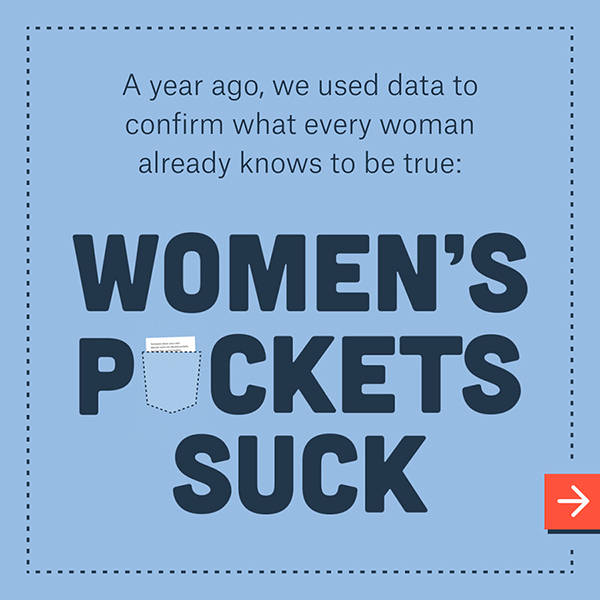 A year ago, we used data to
confirm what every woman
already knows to be true:
WOMEN’S
P CKETS
SUCK